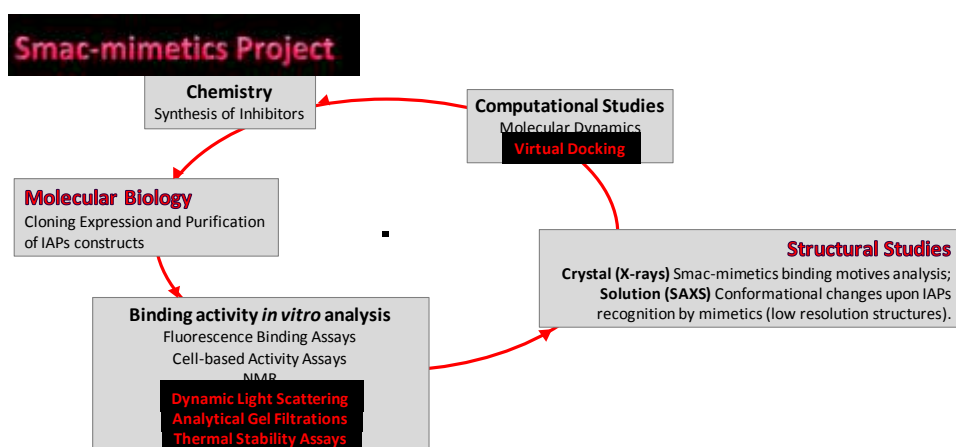 Smac-mimetics Project
Chemistry
Synthesis of Inhibitors
Computational Studies
Molecular Dynamics
Virtual Docking
Molecular Biology
Cloning Expression and Purification
of IAPs constructs
Structural Studies
Crystal (X-rays) Smac-mimetics binding motives analysis;
Solution (SAXS) Conformational changes upon IAPs
recognition by mimetics (low resolution structures).
Binding activity in vitro analysis
Fluorescence Binding Assays
Cell-based Activity Assays
NMR
Dynamic Light Scattering
Analytical Gel Filtrations
Thermal Stability Assays